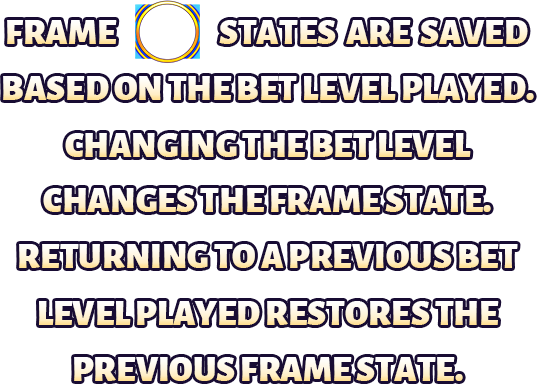 FRAME STATES ARE SAVED
BASED ON THE BET LEVEL PLAYED.
CHANGING THE BET LEVEL
CHANGES THE FRAME STATE.
RETURNING TO A PREVIOUS BET
LEVEL PLAYED RESTORES THE
PREVIOUS FRAME STATE.